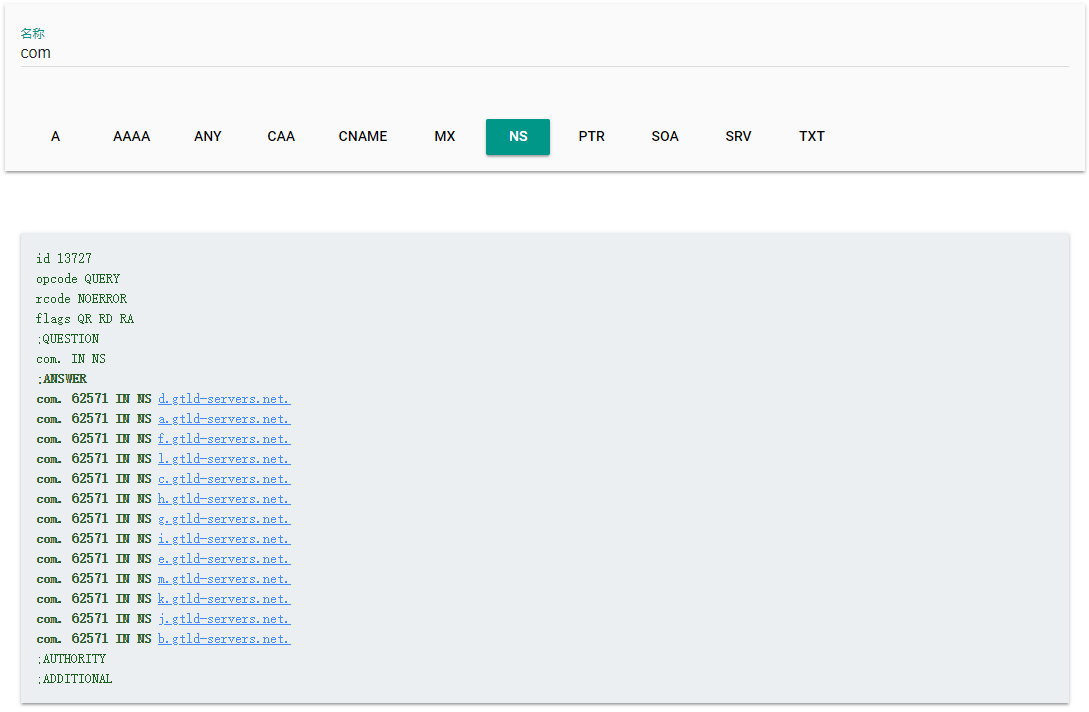 名称
com
A AAAA ANY CAA CNAME MX NS PTR SOA SRV TXT
id 13727
opcode QUERY
rcode NOERROR
flags QR RD RA
;QUESTION
com. IN NS
;ANSWER
com. 62571 IN NS d.gtld-servers.net.
com. 62571 IN NS a.gtld-servers.net.
com. 62571 IN NS f.gtld-servers.net.
com. 62571 IN NS l.gtld-servers.net.
com. 62571 IN NS c.gtld-servers.net.
com. 62571 IN NS h.gtld-servers.net.
com. 62571 IN NS g.gtld-servers.net.
com. 62571 IN NS i.gtld-servers.net.
com. 62571 IN NS e.gtld-servers.net.
com. 62571 IN NS m.gtld-servers.net.
com. 62571 IN NS k.gtld-servers.net.
com. 62571 IN NS j.gtld-servers.net.
com. 62571 IN NS b.gtld-servers.net.
;AUTHORITY
;ADDITIONAL